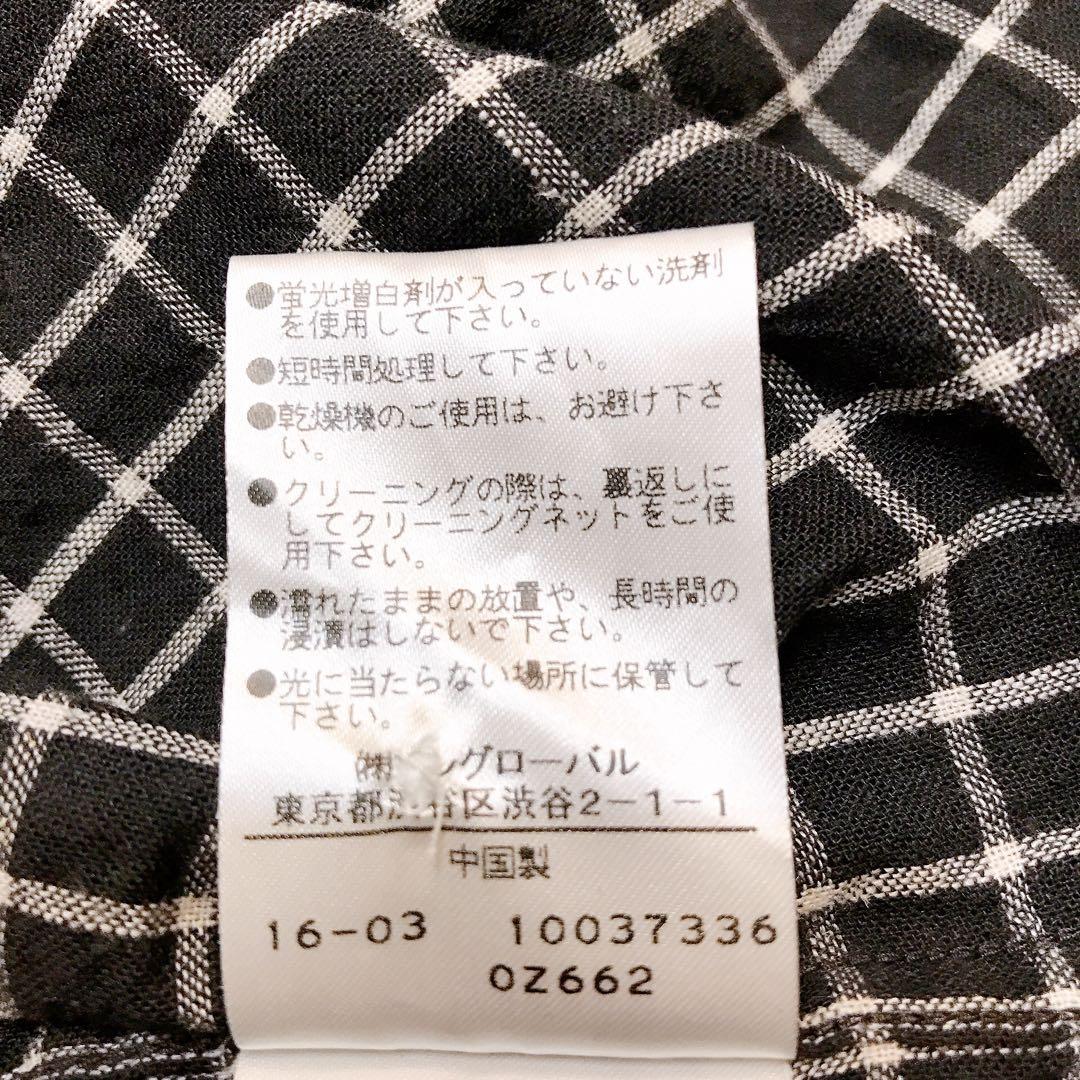 ●蛍光増白剤が入っていない洗剤
を使用して下さい。
●短時間処理して下さい。
●乾燥機のご使用は、お避け下さ
い。
●クリーニングの際は、裏返しに
してクリーニングネットをご使
用下さい。
●濡れたままの放置や、長時間の
浸漬はしないで下さい。
●光に当たらない場所に保管して
下さい。
㈱ グローバル
東京都渋谷区渋谷2-1-1
中国製
16-03 10037336
0Z662